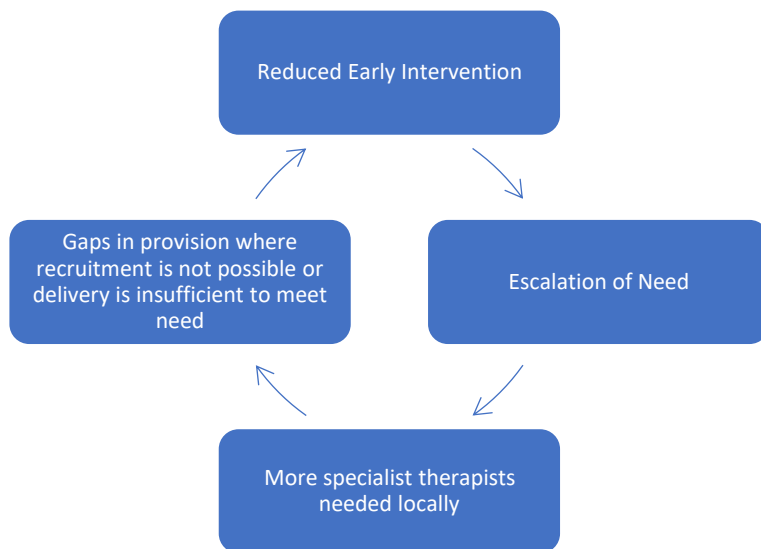 Reduced Early Intervention
Escalation of Need
More specialist therapists
needed locally
Gaps in provision where
recruitment is not possible or
delivery is insufficient to meet
need